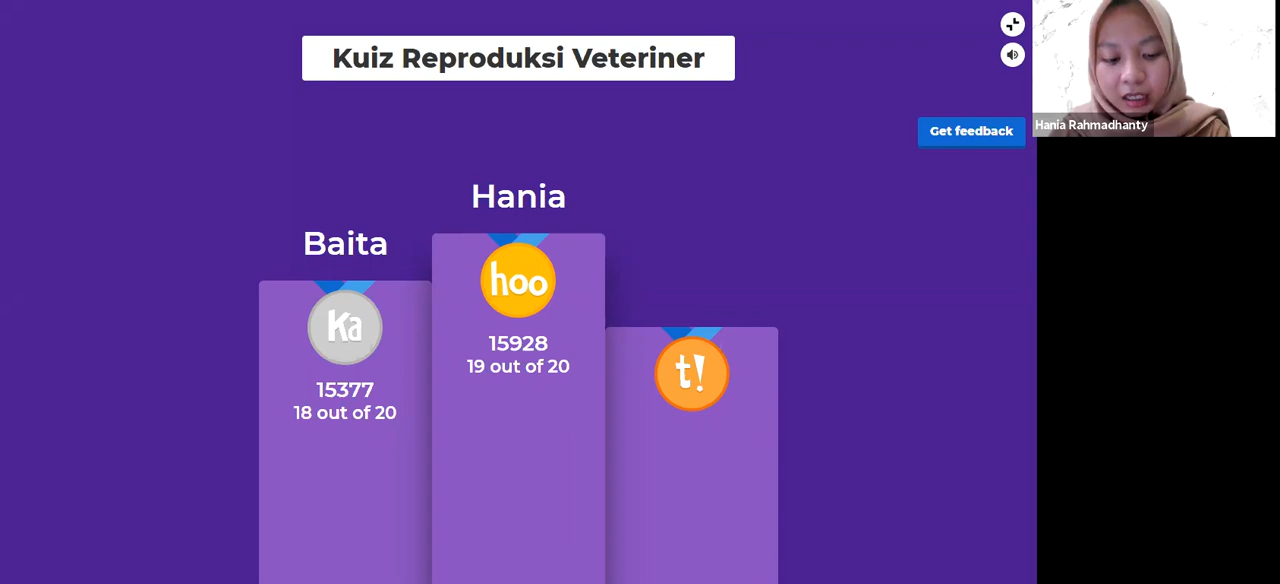 Kuiz Reproduksi Veteriner
Hania Rahmadhanty
Get feedback
Hania
Baita
hoo
Ka
15928
19 out of 20
t!
15377
18 out of 20